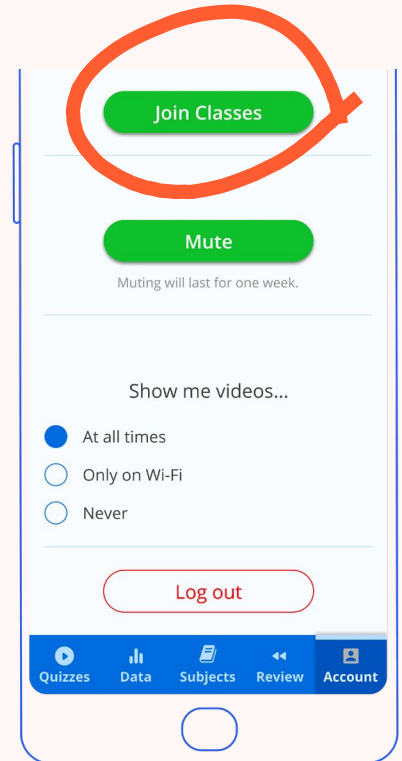 Join Classes
Mute
Muting will last for one week.
Show me videos...
At all times
Only on Wi-Fi
Never
Log out
Quizzes Data Subjects Review Account